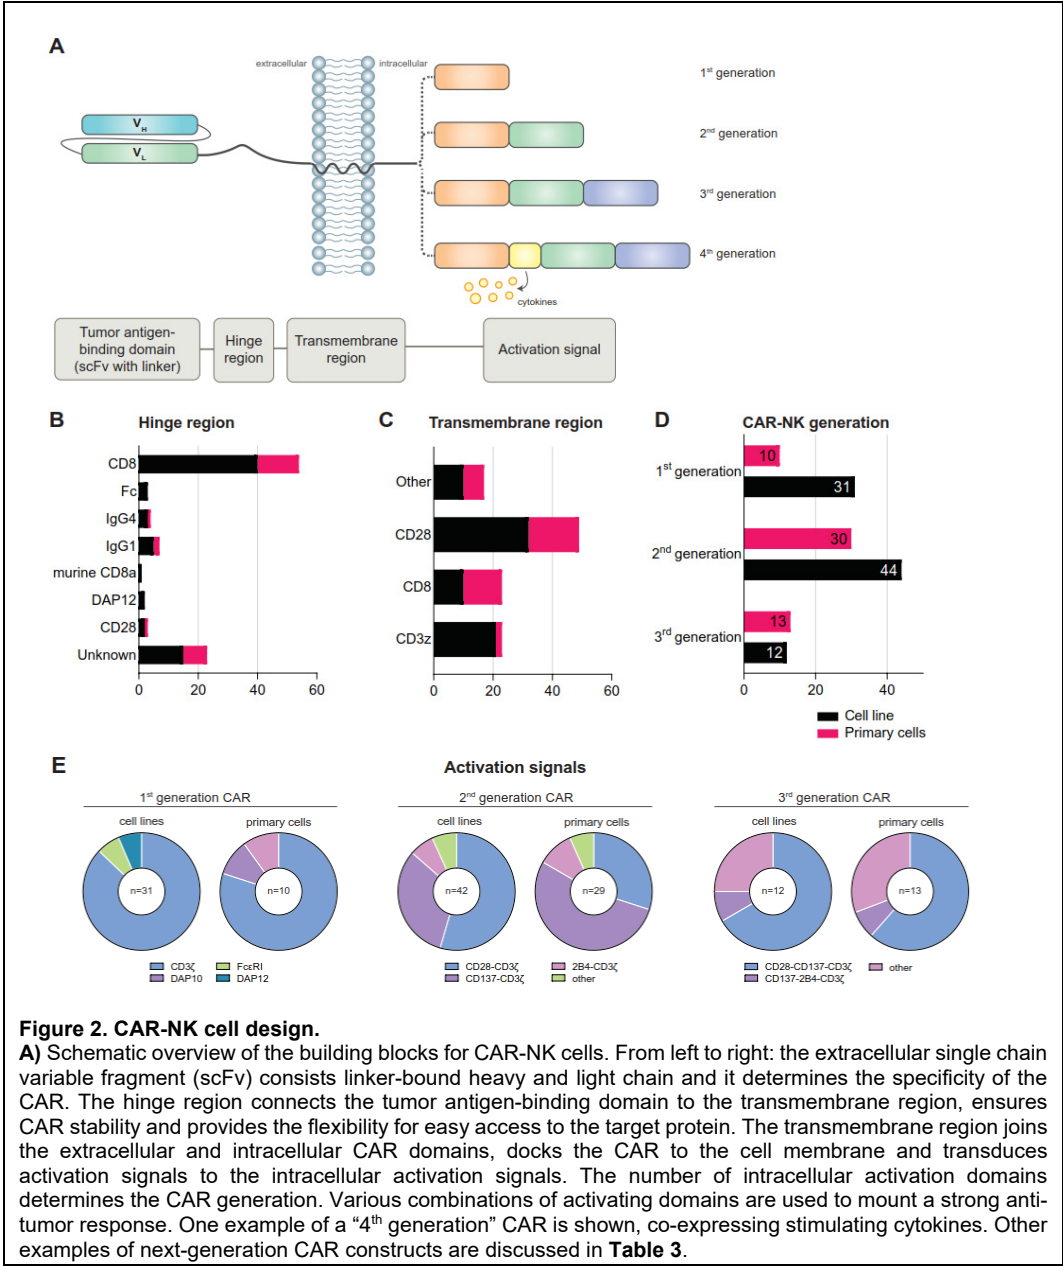 A
extracellular
intracellular
V_H
V_L
1st generation
2nd generation
3rd generation
4th generation
cytokines
Tumor antigen-
binding domain
(scFv with linker)
Hinge
region
Transmembrane
region
Activation signal
B
Hinge region
CD8
Fc
IgG4
IgG1
murine CD8a
DAP12
CD28
Unknown
0 20 40 60
C
Transmembrane region
Other
CD28
CD8
CD3z
0 20 40 60
D
CAR-NK generation
10
1st generation
31
30
2nd generation
44
13
3rd generation
12
0 20 40
Cell line
Primary cells
E
Activation signals
1st generation CAR
cell lines
primary cells
n=31
n=10
CD3ζ
FcεRI
DAP10
DAP12
2nd generation CAR
cell lines
primary cells
n=42
n=29
CD28-CD3ζ
2B4-CD3ζ
CD137-CD3ζ
other
3rd generation CAR
cell lines
primary cells
n=12
n=13
CD28-CD137-CD3ζ
other
CD137-2B4-CD3ζ
Figure 2. CAR-NK cell design.
A) Schematic overview of the building blocks for CAR-NK cells. From left to right: the extracellular single chain
variable fragment (scFv) consists linker-bound heavy and light chain and it determines the specificity of the
CAR. The hinge region connects the tumor antigen-binding domain to the transmembrane region, ensures
CAR stability and provides the flexibility for easy access to the target protein. The transmembrane region joins
the extracellular and intracellular CAR domains, docks the CAR to the cell membrane and transduces
activation signals to the intracellular activation signals. The number of intracellular activation domains
determines the CAR generation. Various combinations of activating domains are used to mount a strong anti-
tumor response. One example of a “4th generation” CAR is shown, co-expressing stimulating cytokines. Other
examples of next-generation CAR constructs are discussed in Table 3.